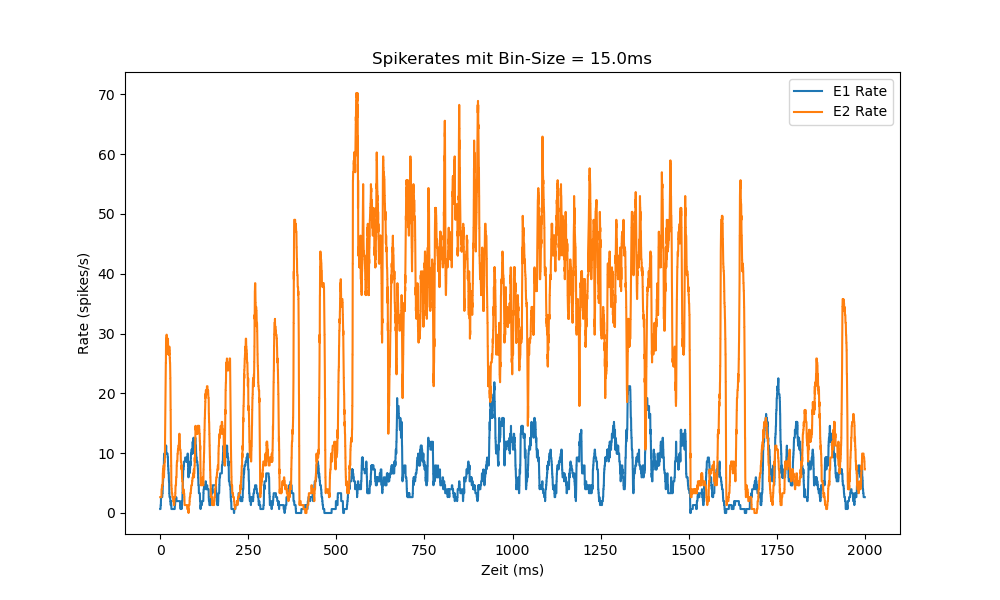 Spikerates mit Bin-Size = 15.0ms
E1 Rate
E2 Rate
Rate (spikes/s)
70
60
50
40
30
20
10
0
0 250 500 750 1000 1250 1500 1750 2000
Zeit (ms)